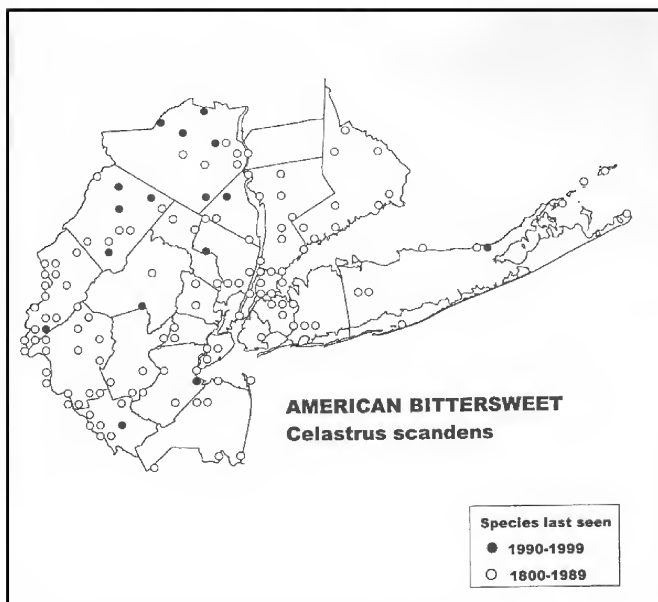 AMERICAN BITTERSWEET
Celastrus scandens
Species last seen
1990-1999
1800-1989